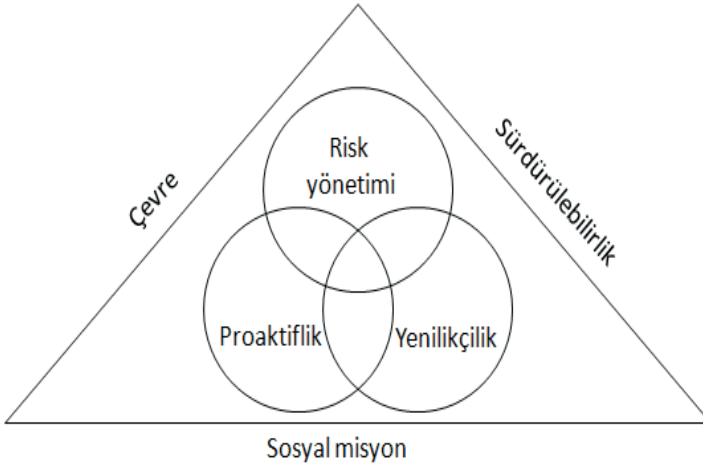 Risk
yönetimi
Çevre
Sürdürülebilirlik
Proaktiflik
Yenilikçilik
Sosyal misyon